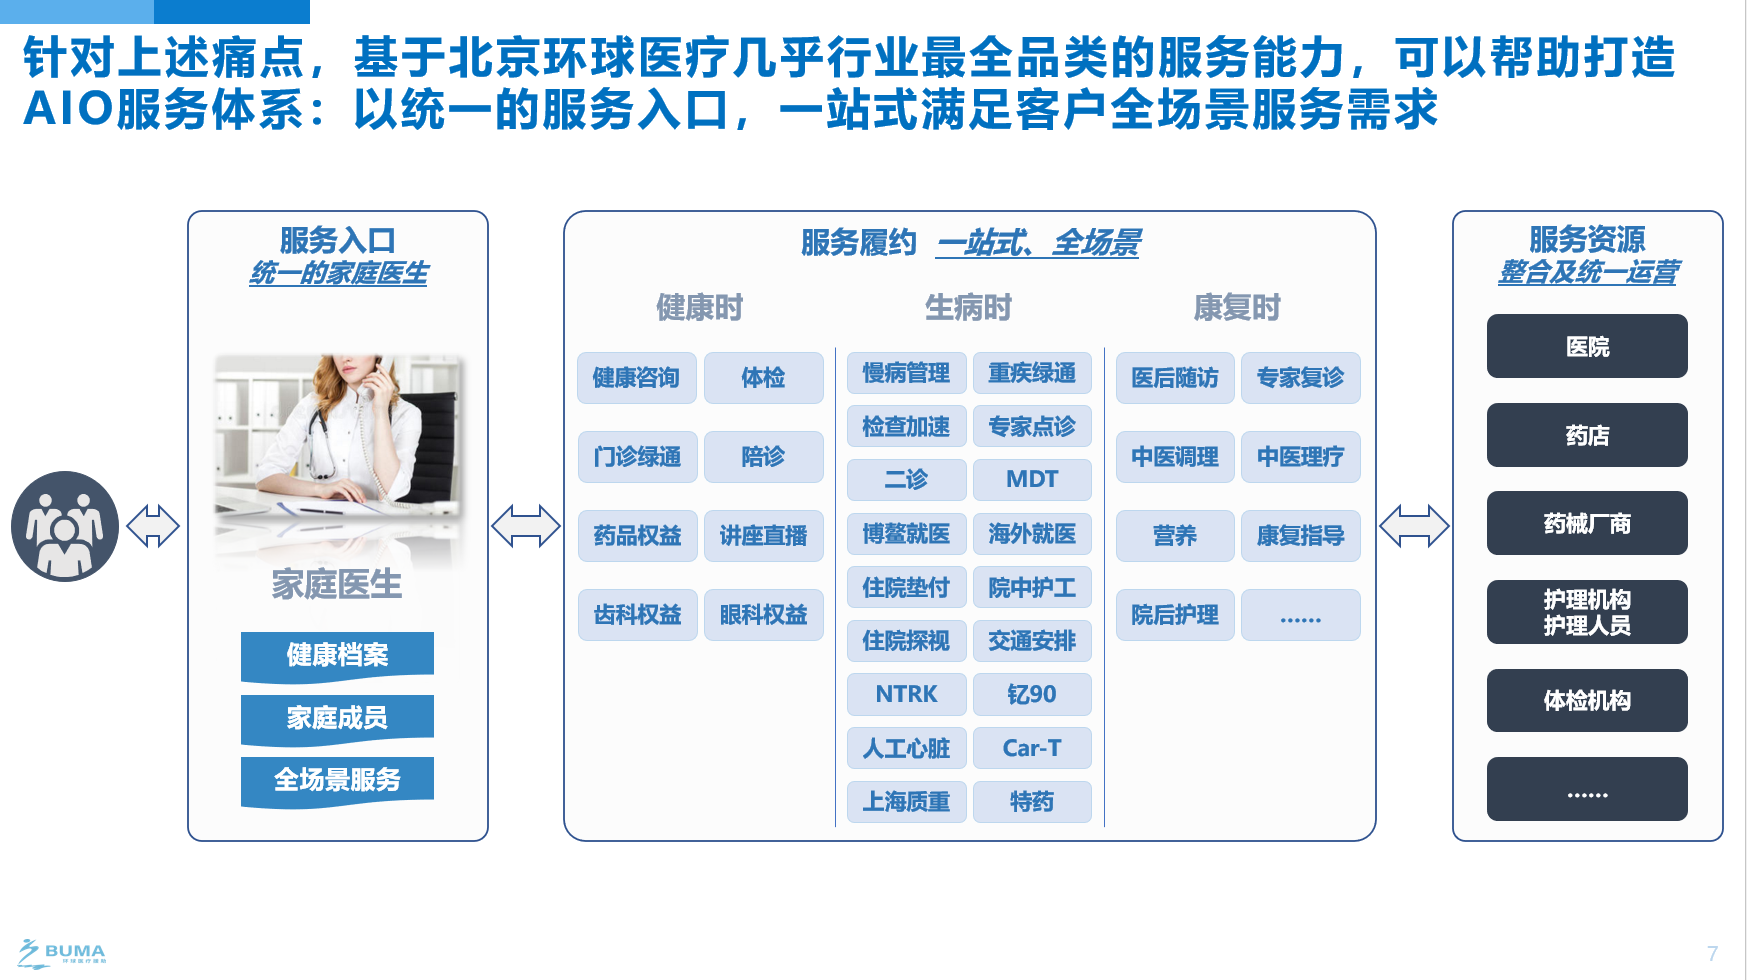 针对上述痛点，基于北京环球医疗几乎行业最全品类的服务能力，可以帮助打造
AIO服务体系：以统一的服务入口，一站式满足客户全场景服务需求
服务入口
统一的家庭医生
家庭医生
健康档案
家庭成员
全场景服务
服务履约 一站式、全场景
健康时
健康咨询 体检
门诊绿通 陪诊
药品权益 讲座直播
齿科权益 眼科权益
生病时
慢病管理 重疾绿通
检查加速 专家点诊
二诊 MDT
博鳌就医 海外就医
住院垫付 院中护工
住院探视 交通安排
NTRK 钇90
人工心脏 Car-T
上海质重 特药
康复时
医后随访 专家复诊
中医调理 中医理疗
营养 康复指导
院后护理 ......
服务资源
整合及统一运营
医院
药店
药械厂商
护理机构
护理人员
体检机构
......
BUMA
环球医疗援助
7